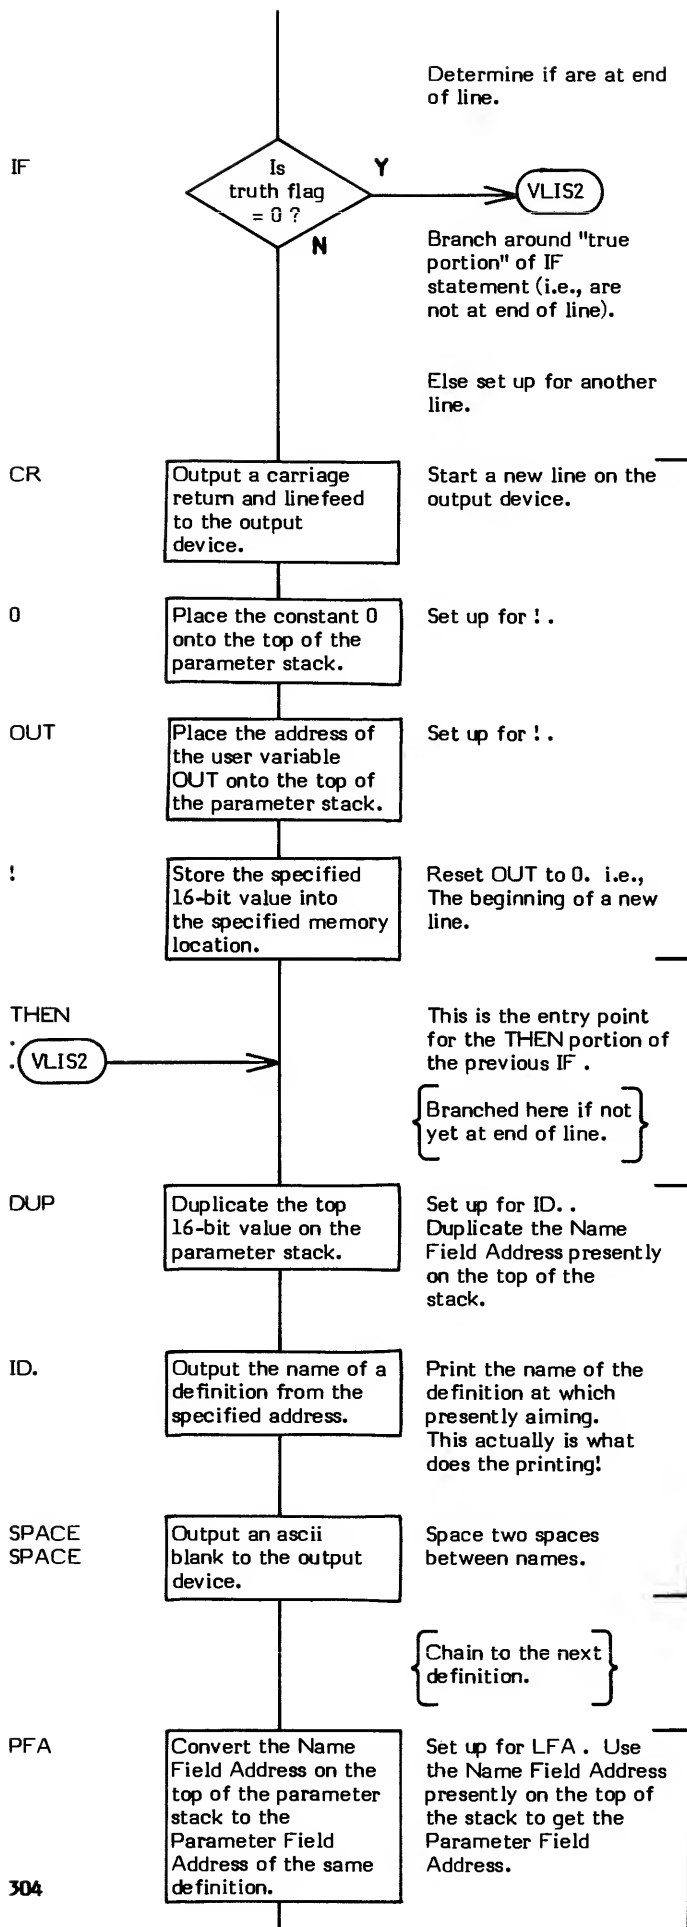 Determine if are at end
of line.
IF
Is
truth flag
= 0 ?
Y
VLIS2
N
Branch around "true
portion" of IF
statement (i.e., are
not at end of line).
Else set up for another
line.
CR
Output a carriage
return and linefeed
to the output
device.
Start a new line on the
output device.
0
Place the constant 0
onto the top of the
parameter stack.
Set up for ! .
OUT
Place the address of
the user variable
OUT onto the top of
the parameter stack.
Set up for ! .
!
Store the specified
16-bit value into
the specified memory
location.
Reset OUT to 0. i.e.,
The beginning of a new
line.
THEN
: VLIS2
This is the entry point
for the THEN portion of
the previous IF .
Branched here if not
yet at end of line.
DUP
Duplicate the top
16-bit value on the
parameter stack.
Set up for ID. .
Duplicate the Name
Field Address presently
on the top of the
stack.
ID.
Output the name of a
definition from the
specified address.
Print the name of the
definition at which
presently aiming.
This actually is what
does the printing!
SPACE
SPACE
Output an ascii
blank to the output
device.
Space two spaces
between names.
Chain to the next
definition.
PFA
Convert the Name
Field Address on the
top of the parameter
stack to the
Parameter Field
Address of the same
definition.
Set up for LFA . Use
the Name Field Address
presently on the top of
the stack to get the
Parameter Field
Address.
304